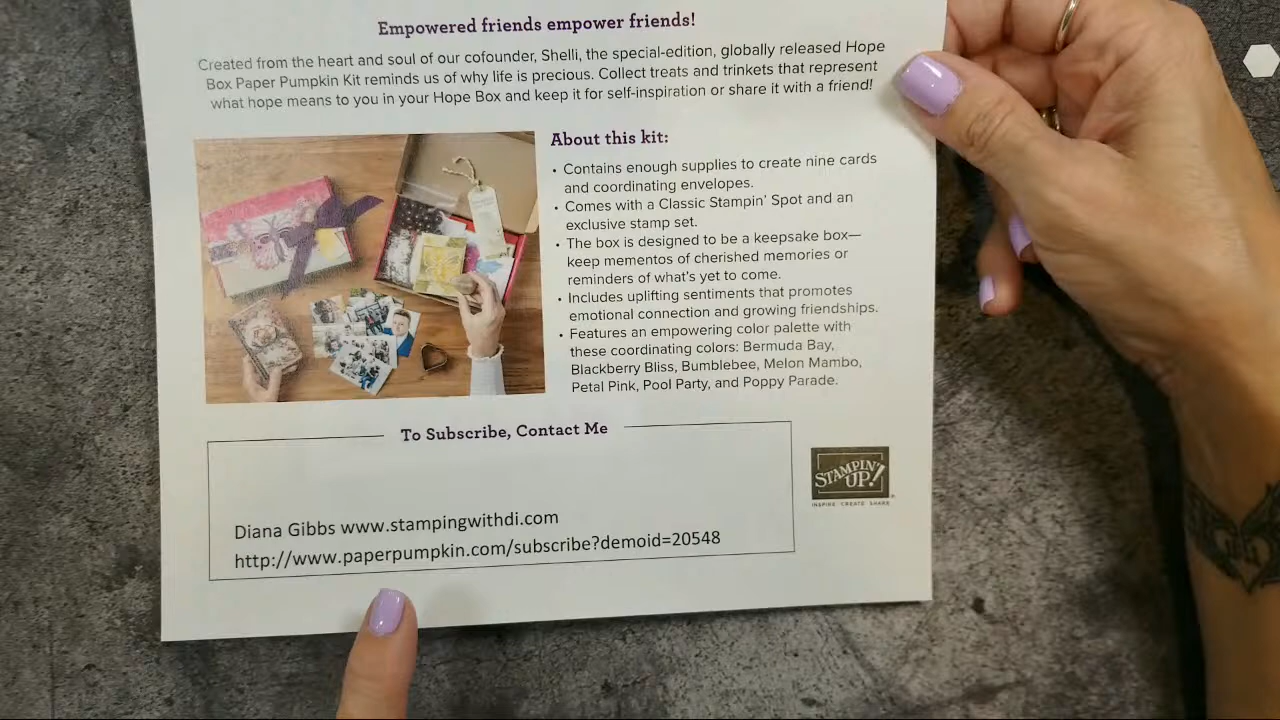 Empowered friends empower friends!
Created from the heart and soul of our cofounder, Shelli, the special-edition, globally released Hope
Box Paper Pumpkin Kit reminds us of why life is precious. Collect treats and trinkets that represent
what hope means to you in your Hope Box and keep it for self-inspiration or share it with a friend!
About this kit:
• Contains enough supplies to create nine cards
and coordinating envelopes.
• Comes with a Classic Stampin' Spot and an
exclusive stamp set.
• The box is designed to be a keepsake box—
keep mementos of cherished memories or
reminders of what's yet to come.
• Includes uplifting sentiments that promotes
emotional connection and growing friendships.
• Features an empowering color palette with
these coordinating colors: Bermuda Bay,
Blackberry Bliss, Bumblebee, Melon Mambo,
Petal Pink, Pool Party, and Poppy Parade.
To Subscribe, Contact Me
Diana Gibbs www.stampingwithdi.com
http://www.paperpumpkin.com/subscribe?demoid=20548
STAMPIN'
UP!
INSPIRE CREATE SHARE